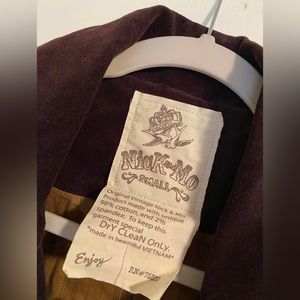 Nick & Mo
SMALL
Original Vintage Nick & Mo
Product made with unique
98% cotton, and 2%
spandex. To keep this
garment special
DRY CLEAN ONLY.
"made in beautiful VIETNAM"
Enjoy